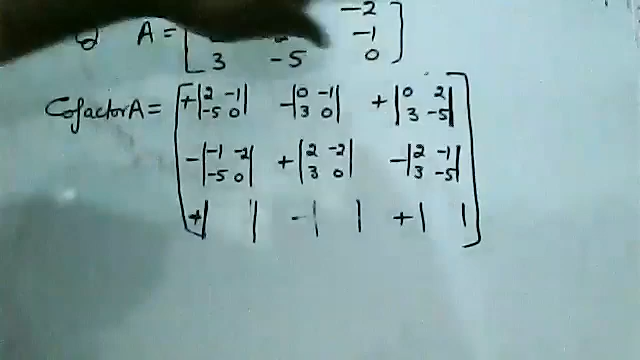 -2
A = [ -1 ]
3 -5 0
Cofactor A = [ +|2 -1| -|0 -1| +|0 2|
|-5 0| |3 0| |3 -5|
-|-1 -2| +|2 -2| -|2 -1|
|-5 0| |3 0| |3 -5|
+| | -| | +| | ]